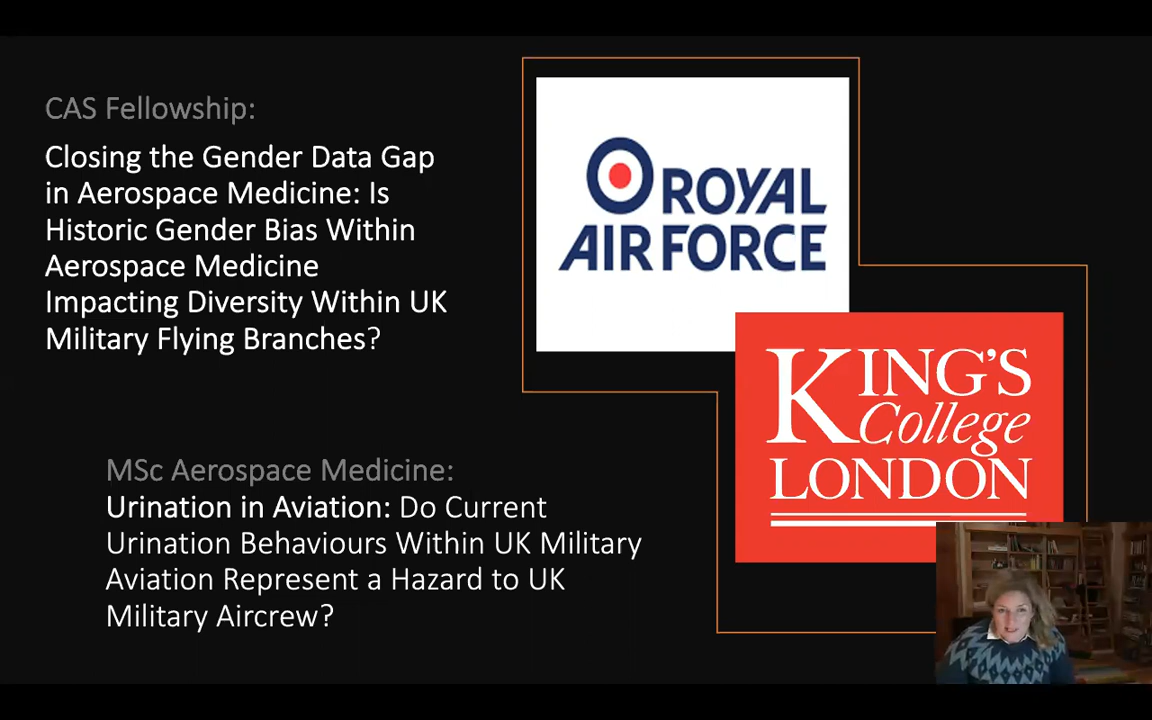 CAS Fellowship:
Closing the Gender Data Gap
in Aerospace Medicine: Is
Historic Gender Bias Within
Aerospace Medicine
Impacting Diversity Within UK
Military Flying Branches?
ROYAL
AIR FORCE
KING'S
College
LONDON
MSc Aerospace Medicine:
Urination in Aviation: Do Current
Urination Behaviours Within UK Military
Aviation Represent a Hazard to UK
Military Aircrew?